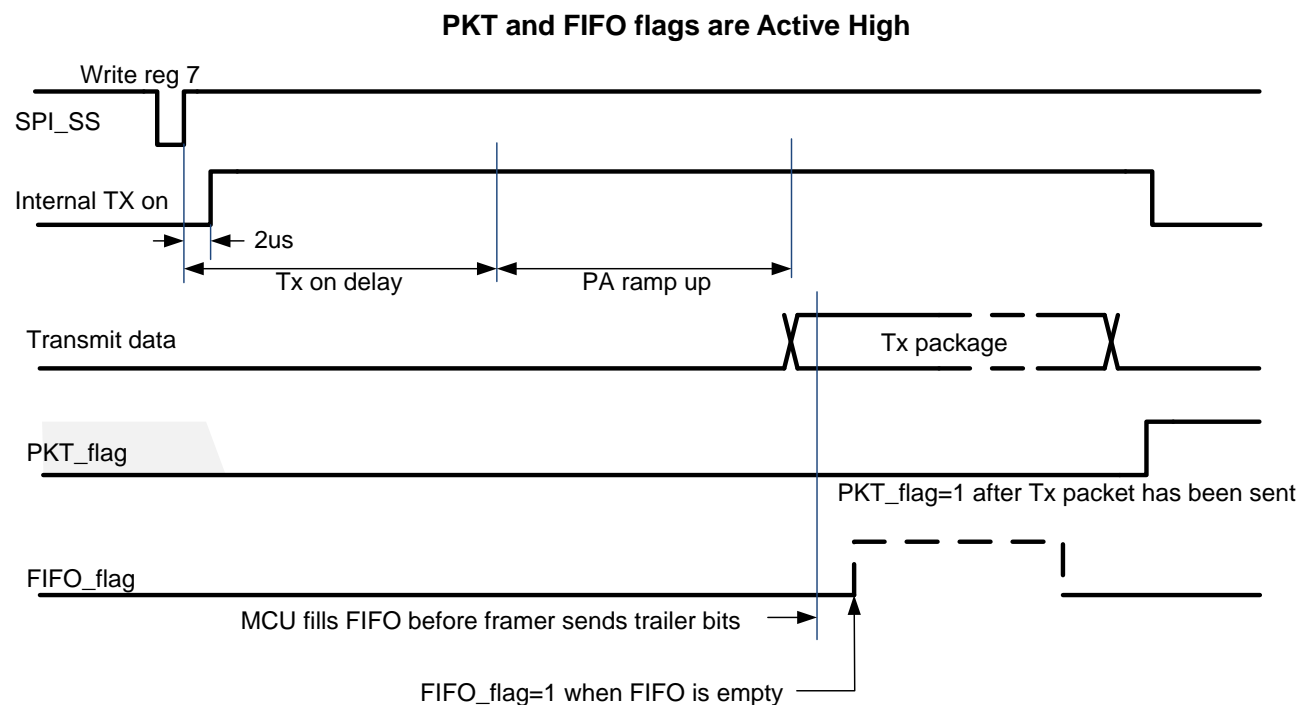 PKT and FIFO flags are Active High
Write reg 7
SPI_SS
Internal TX on
2us
Tx on delay
PA ramp up
Transmit data
Tx package
PKT_flag
PKT_flag=1 after Tx packet has been sent
FIFO_flag
MCU fills FIFO before framer sends trailer bits
FIFO_flag=1 when FIFO is empty